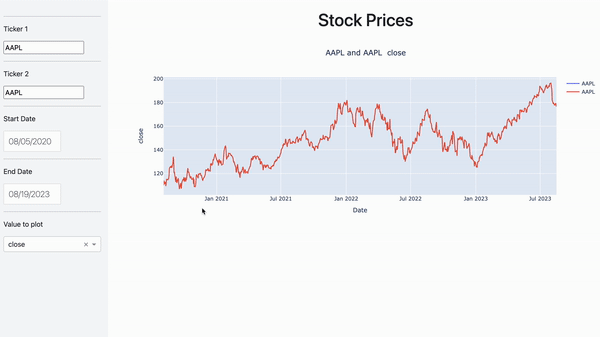 Stock Prices
Ticker 1
AAPL
Ticker 2
AAPL
Start Date
08/05/2020
End Date
08/19/2023
Value to plot
close
AAPL and AAPL close
200
180
160
140
120
close
Jan 2021
Jul 2021
Jan 2022
Jul 2022
Jan 2023
Jul 2023
Date
AAPL
AAPL